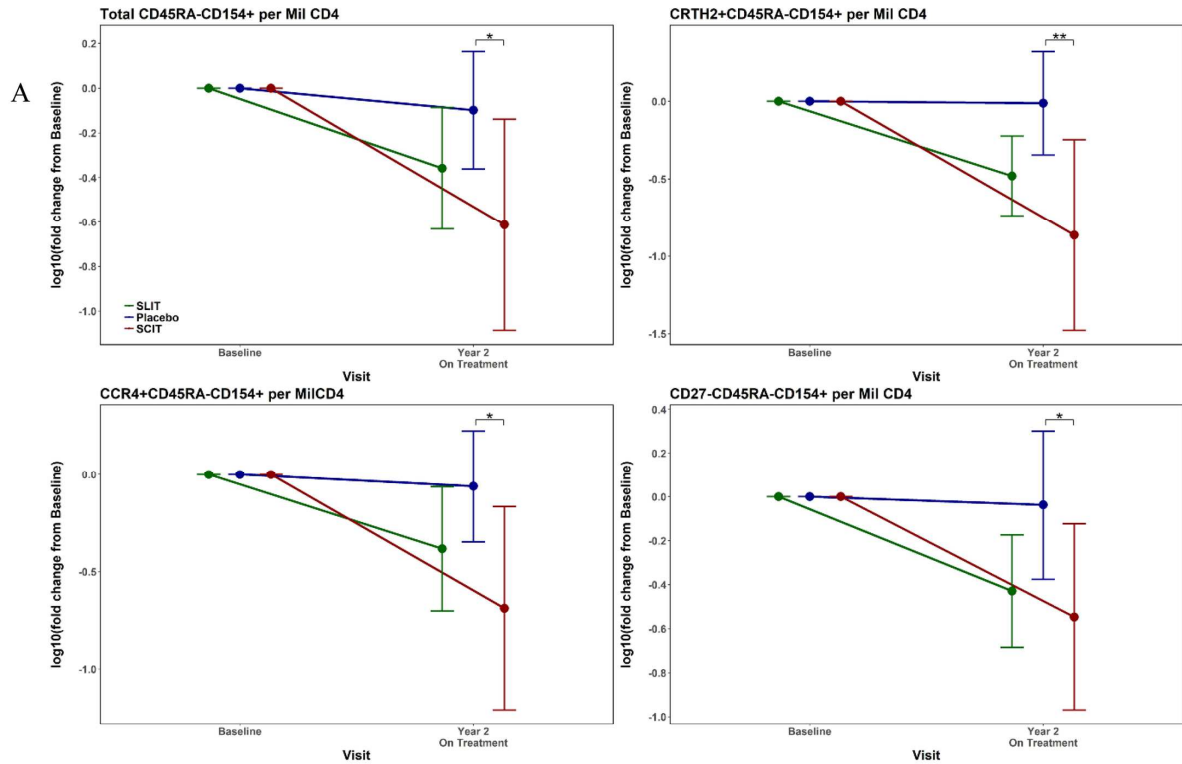 A
Total CD45RA-CD154+ per Mil CD4
log10(fold change from Baseline)
0.2
0.0
-0.2
-0.4
-0.6
-0.8
-1.0
*
SLIT
Placebo
SCIT
Baseline
Year 2
On Treatment
Visit
CRTH2+CD45RA-CD154+ per Mil CD4
log10(fold change from Baseline)
0.0
-0.5
-1.0
-1.5
**
Baseline
Year 2
On Treatment
Visit
CCR4+CD45RA-CD154+ per MilCD4
log10(fold change from Baseline)
0.0
-0.5
-1.0
*
Baseline
Year 2
On Treatment
Visit
CD27-CD45RA-CD154+ per Mil CD4
log10(fold change from Baseline)
0.4
0.2
0.0
-0.2
-0.4
-0.6
-0.8
-1.0
*
Baseline
Year 2
On Treatment
Visit